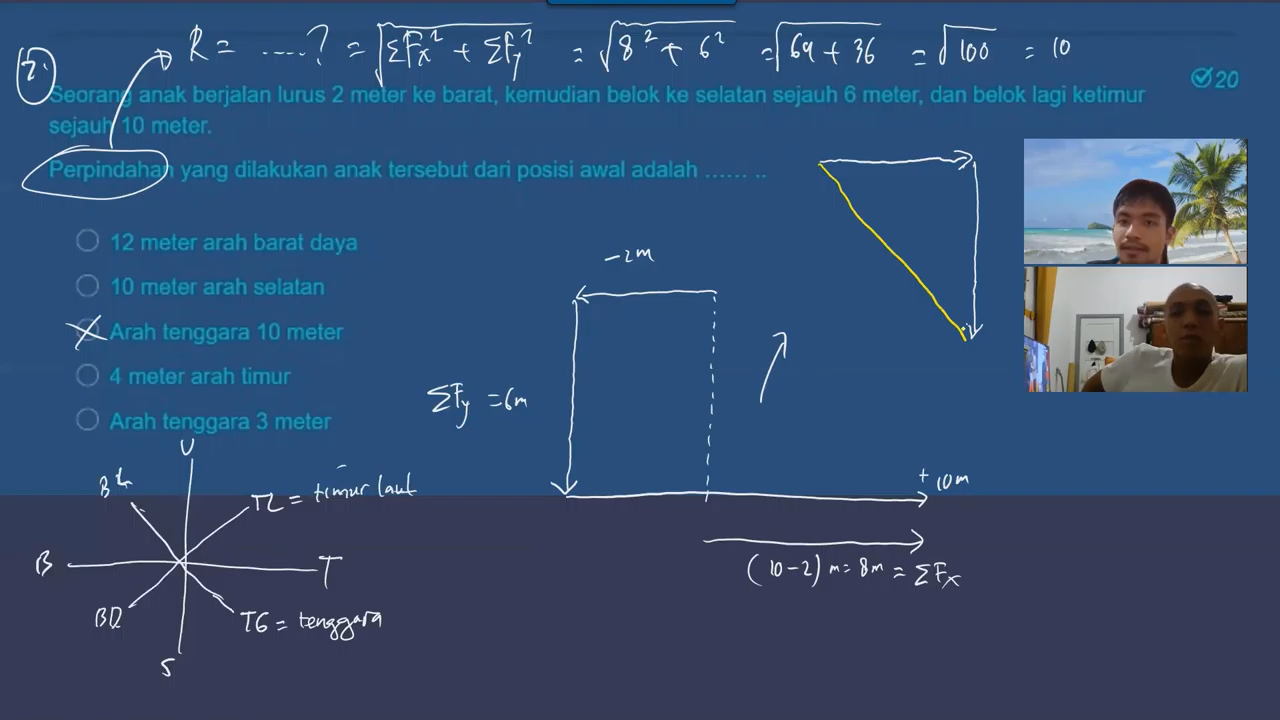 2.
R = .....? = √ΣFx² + ΣFy² = √8² + 6² = √64 + 36 = √100 = 10
20
Seorang anak berjalan lurus 2 meter ke barat, kemudian belok ke selatan sejauh 6 meter, dan belok lagi ketimur
sejauh 10 meter.
Perpindahan yang dilakukan anak tersebut dari posisi awal adalah ...... ..
12 meter arah barat daya
10 meter arah selatan
Arah tenggara 10 meter
4 meter arah timur
Arah tenggara 3 meter
-2m
ΣFy = 6m
+ 10m
(10-2) m = 8m = ΣFx
U
BL
TL = timur laut
B
T
BD
TG = tenggara
S